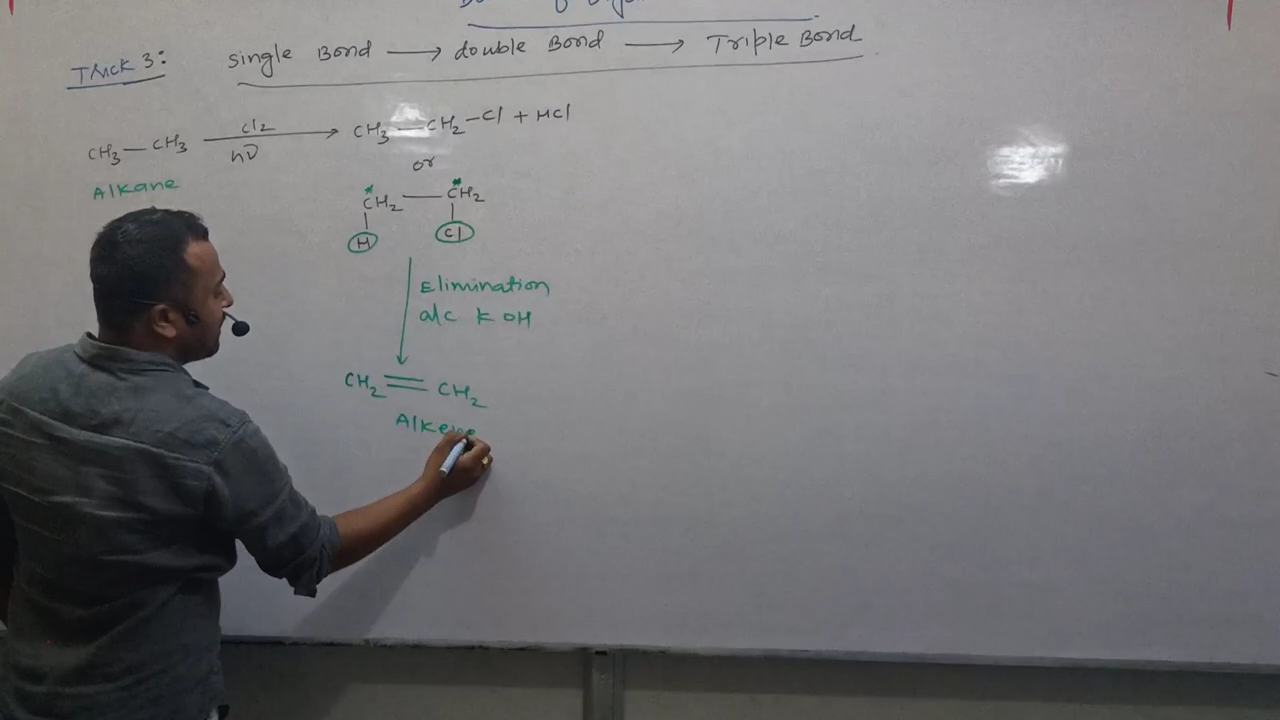 Trick 3: single Bond → double Bond → Triple Bond
CH3 — CH3 Cl2 hν → CH3 — CH2 – Cl + HCl
Alkane
or
*CH2 — *CH2
H Cl
Elimination
alc KOH
CH2 = CH2
Alkene